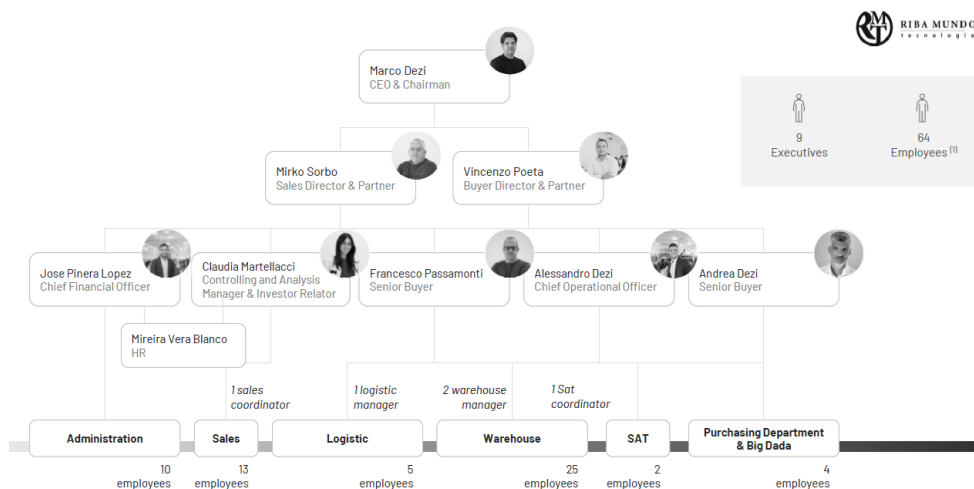 RMT
RIBA MUNDO
tecnología
Marco Dezi
CEO & Chairman
9
Executives
64
Employees (1)
Mirko Sorbo
Sales Director & Partner
Vincenzo Poeta
Buyer Director & Partner
Jose Pinera Lopez
Chief Financial Officer
Claudia Martellacci
Controlling and Analysis
Manager & Investor Relator
Francesco Passamonti
Senior Buyer
Alessandro Dezi
Chief Operational Officer
Andrea Dezi
Senior Buyer
Mireira Vera Blanco
HR
1 sales
coordinator
1 logistic
manager
2 warehouse
manager
1 Sat
coordinator
Administration
Sales
Logistic
Warehouse
SAT
Purchasing Department
& Big Dada
10
employees
13
employees
5
employees
25
employees
2
employees
4
employees